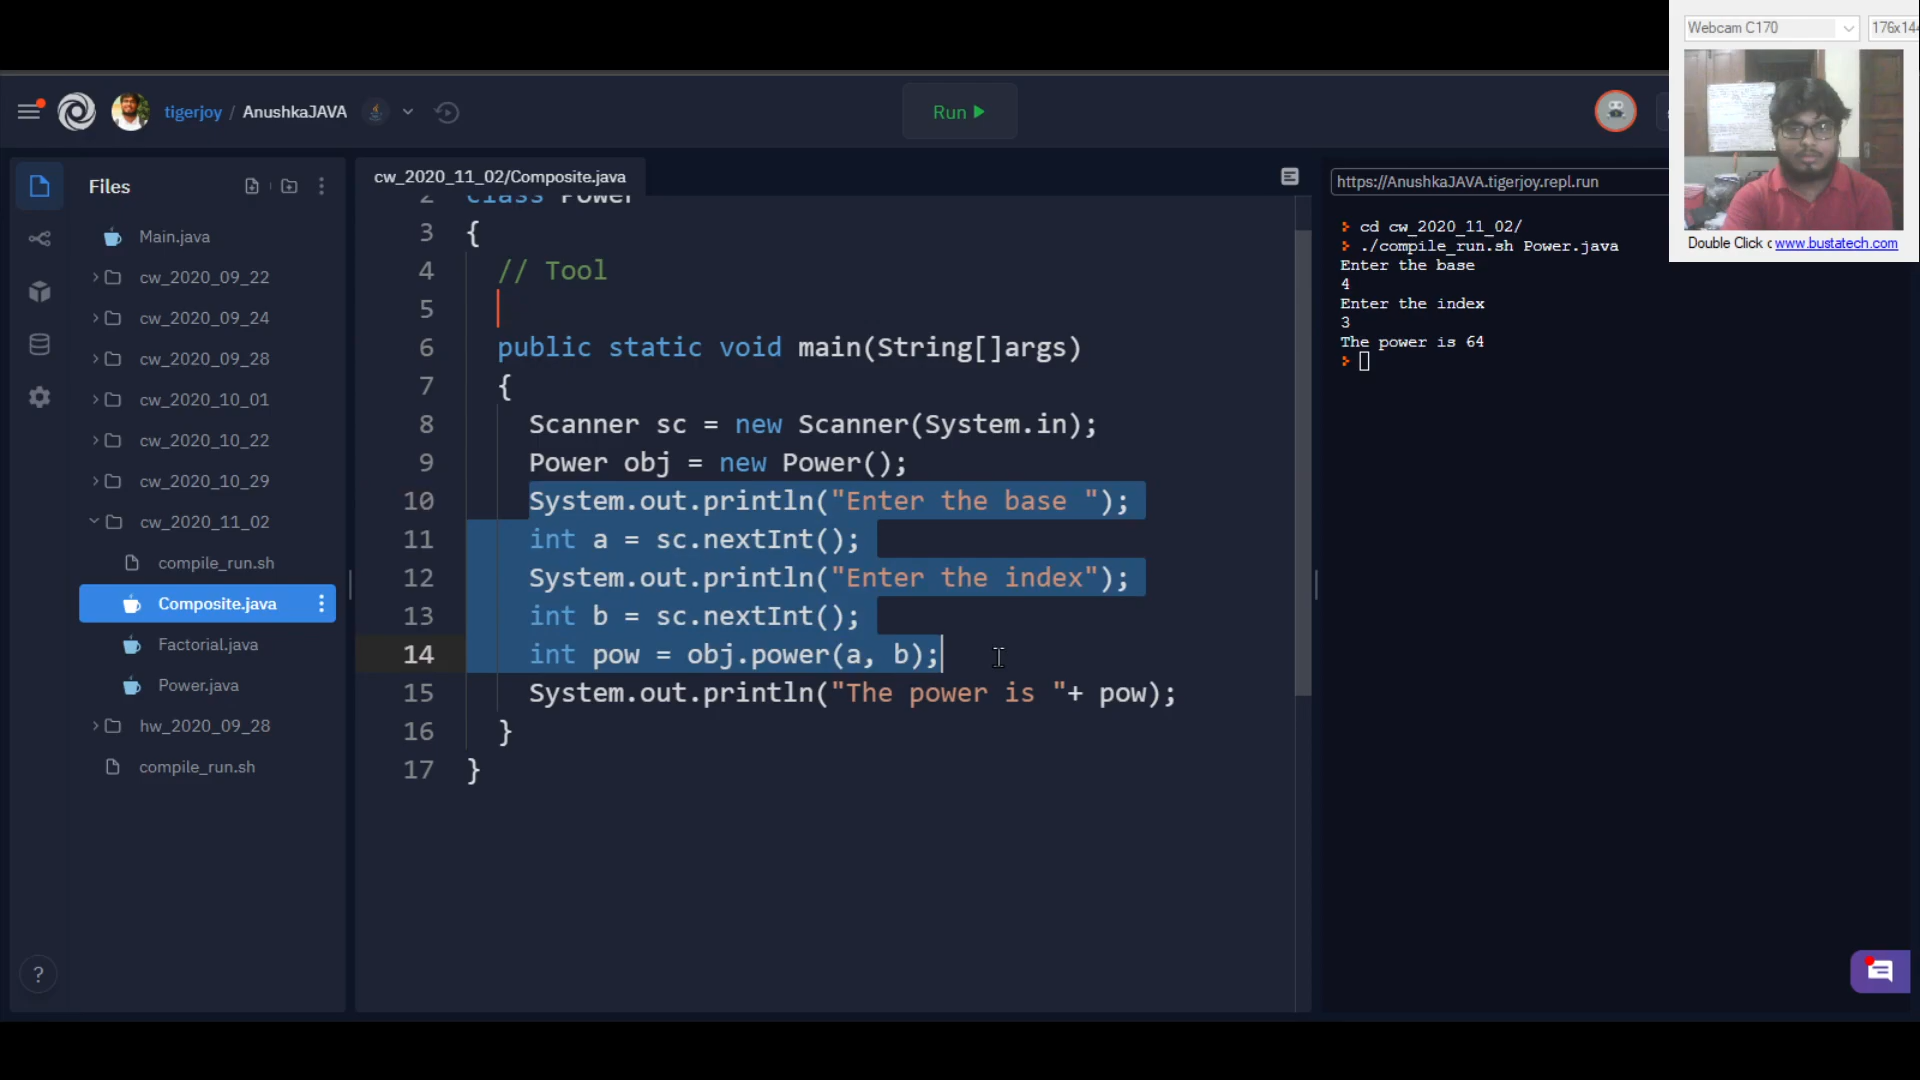 Webcam C170
176x144
tigerjoy / AnushkaJAVA
Run
Double Click
www.bustatech.com
Files
Main.java
cw_2020_09_22
cw_2020_09_24
cw_2020_09_28
cw_2020_10_01
cw_2020_10_22
cw_2020_10_29
cw_2020_11_02
compile_run.sh
Composite.java
Factorial.java
Power.java
hw_2020_09_28
compile_run.sh
?
cw_2020_11_02/Composite.java
2 class Power
3 {
4 // Tool
5
6 public static void main(String[]args)
7 {
8 Scanner sc = new Scanner(System.in);
9 Power obj = new Power();
10 System.out.println("Enter the base ");
11 int a = sc.nextInt();
12 System.out.println("Enter the index");
13 int b = sc.nextInt();
14 int pow = obj.power(a, b);
15 System.out.println("The power is "+ pow);
16 }
17 }
https://AnushkaJAVA.tigerjoy.repl.run
> cd cw_2020_11_02/
> ./compile_run.sh Power.java
Enter the base
4
Enter the index
3
The power is 64
>